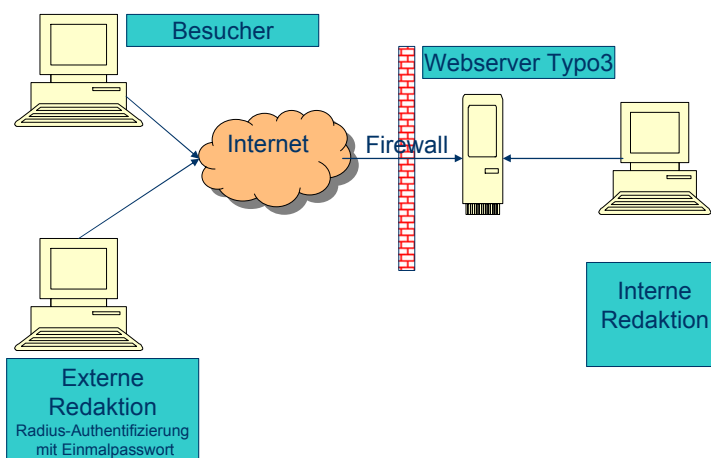 Besucher
Webserver Typo3
Internet
Firewall
Interne
Redaktion
Externe
Redaktion
Radius-Authentifizierung
mit Einmalpasswort